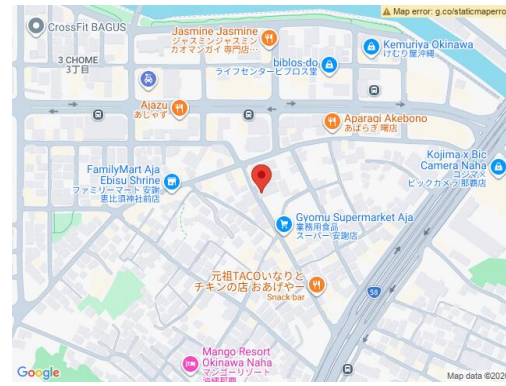 Map error: g.co/staticmaperro
CrossFit BAGUS
Jasmine Jasmine
ジャスミンジャスミン
カオマンガイ 専門店…
Kemuriya Okinawa
けむり屋沖縄
3 CHOME
3丁目
biblos-do
ライフセンタービブロス堂
Ajazu
あじゃず
Aparagi Akebono
あぱらぎ 曙店
Kojima x Bic
Camera Naha
コジマ×
ビックカメラ 那覇店
FamilyMart Aja
Ebisu Shrine
ファミリーマート 安謝
恵比須神社前店
Gyomu Supermarket Aja
業務用食品
スーパー 安謝店
元祖TACOいなりと
チキンの店 おあげやー
Snack bar
58
Mango Resort
Okinawa Naha
マンゴーリゾート
沖縄那覇
Google
Map data ©2026